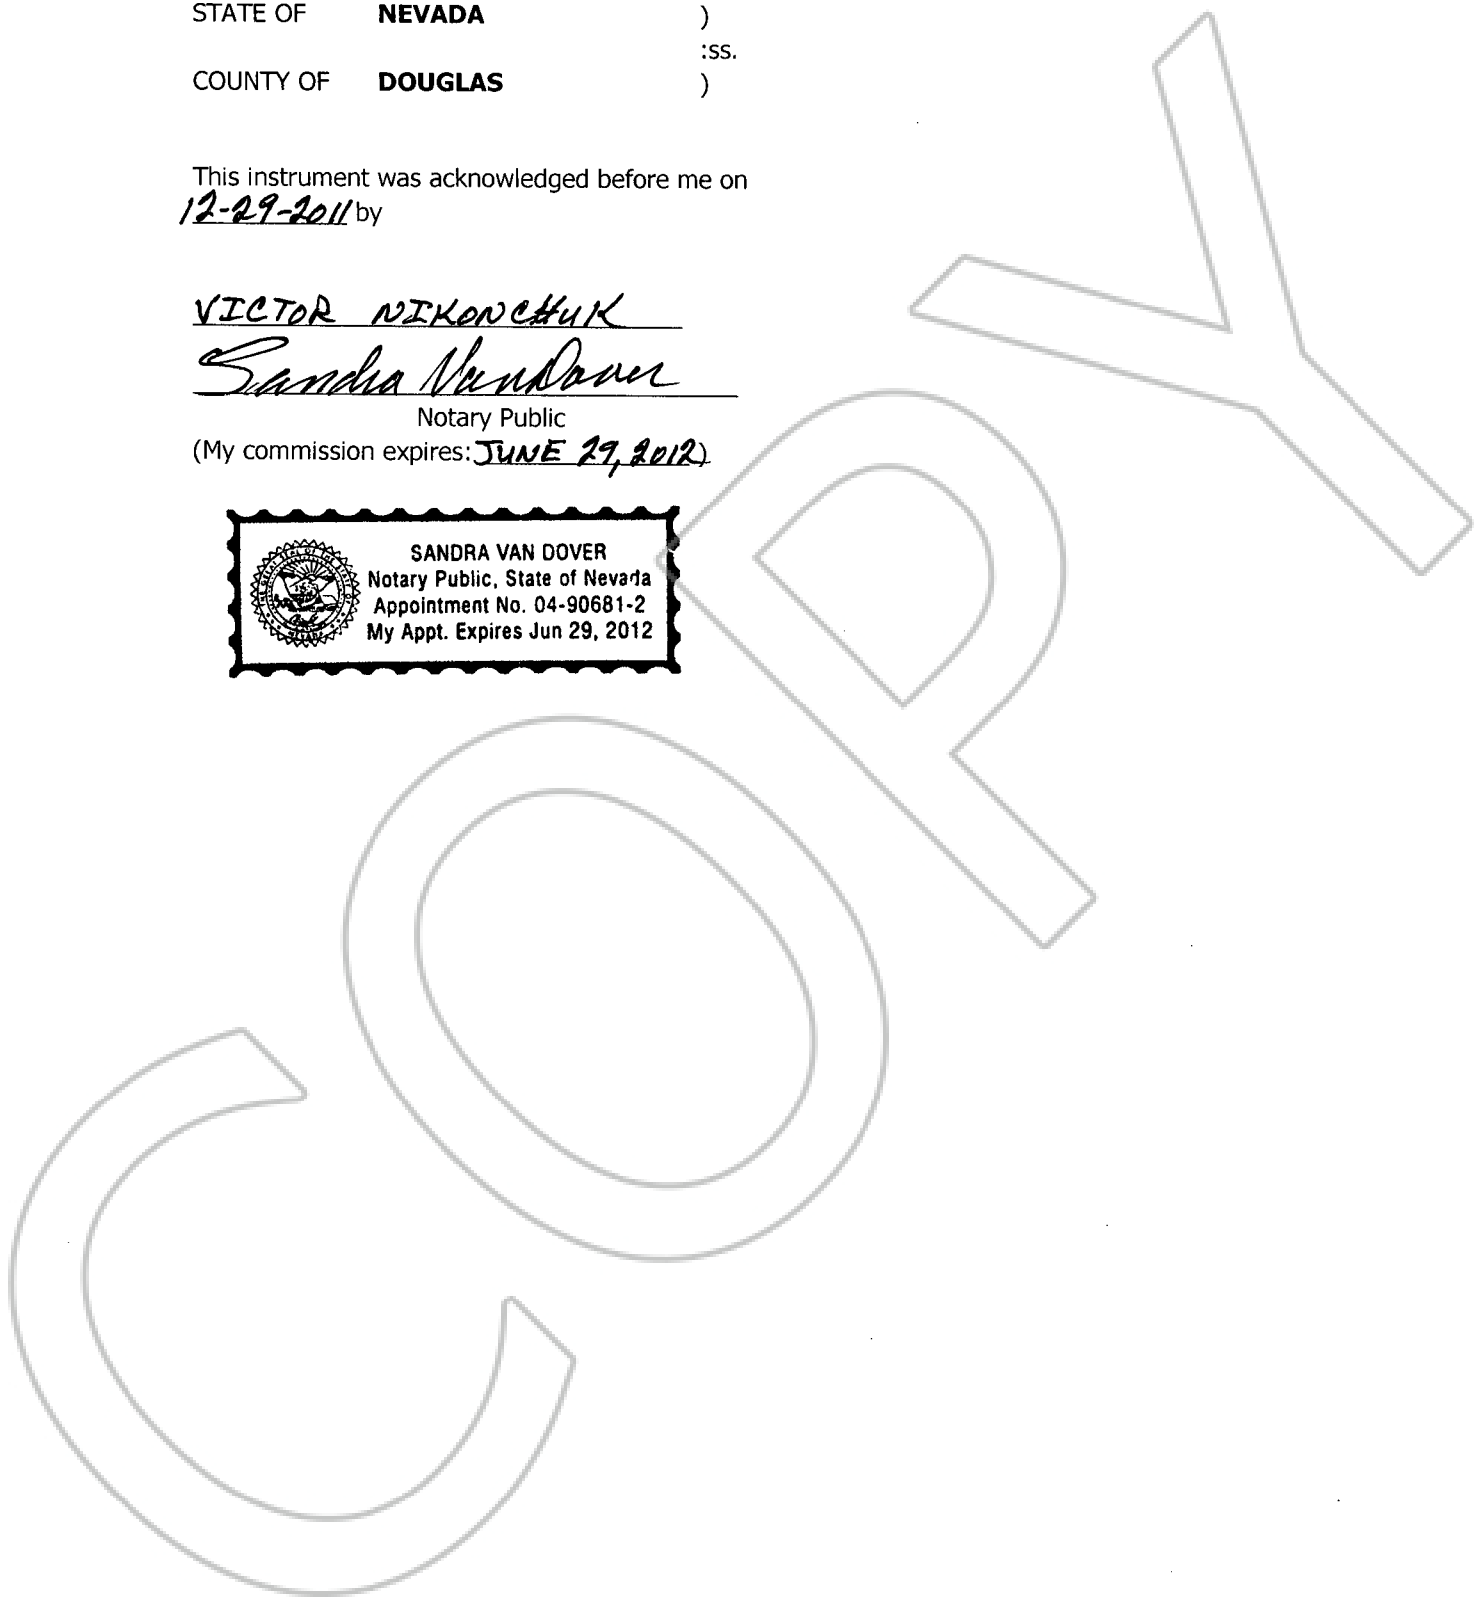 STATE OF NEVADA )
:ss.
COUNTY OF DOUGLAS )
This instrument was acknowledged before me on
12-29-2011 by
VICTOR NIKONCHUK
Sandra VanDover
Notary Public
(My commission expires: JUNE 29, 2012)
SANDRA VAN DOVER
Notary Public, State of Nevada
Appointment No. 04-90681-2
My Appt. Expires Jun 29, 2012
COPY